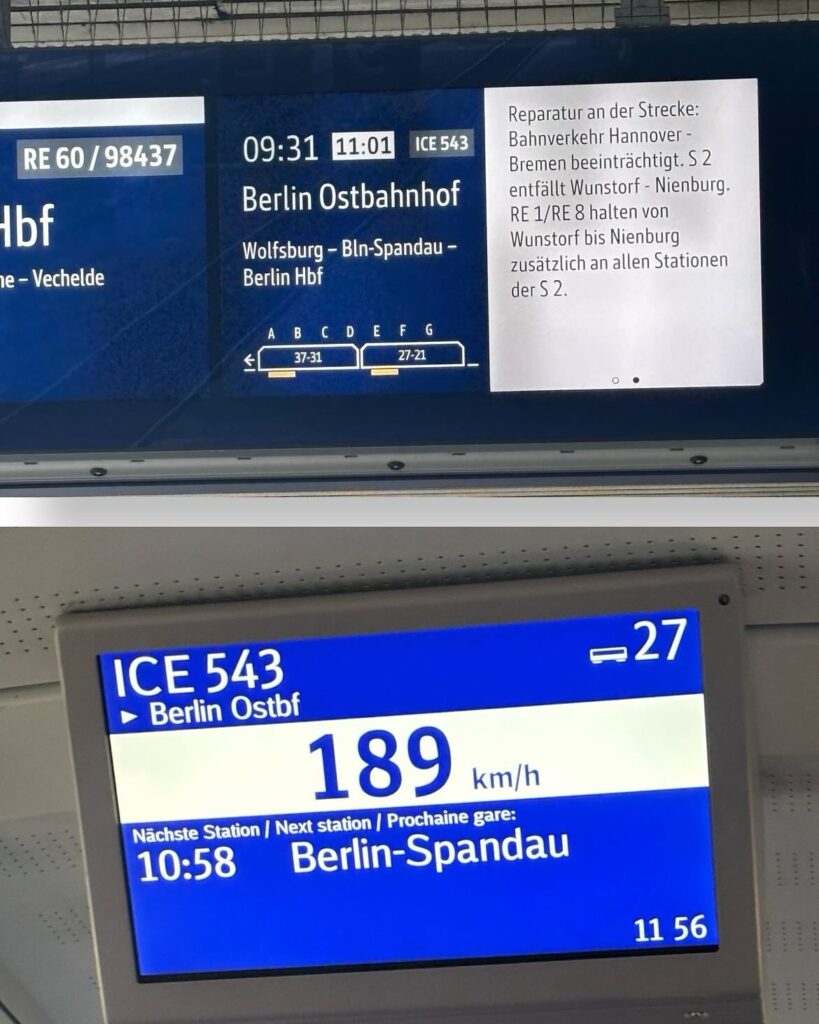 RE 60 / 98437
Hbf
ne – Vechelde
09:31 11:01 ICE 543
Berlin Ostbahnhof
Wolfsburg – Bln-Spandau –
Berlin Hbf
A B C D E F G
37-31 27-21
Reparatur an der Strecke:
Bahnverkehr Hannover -
Bremen beeinträchtigt. S 2
entfällt Wunstorf - Nienburg.
RE 1/RE 8 halten von
Wunstorf bis Nienburg
zusätzlich an allen Stationen
der S 2.
ICE 543 27
► Berlin Ostbf
189 km/h
Nächste Station / Next station / Prochaine gare:
10:58 Berlin-Spandau
11 56